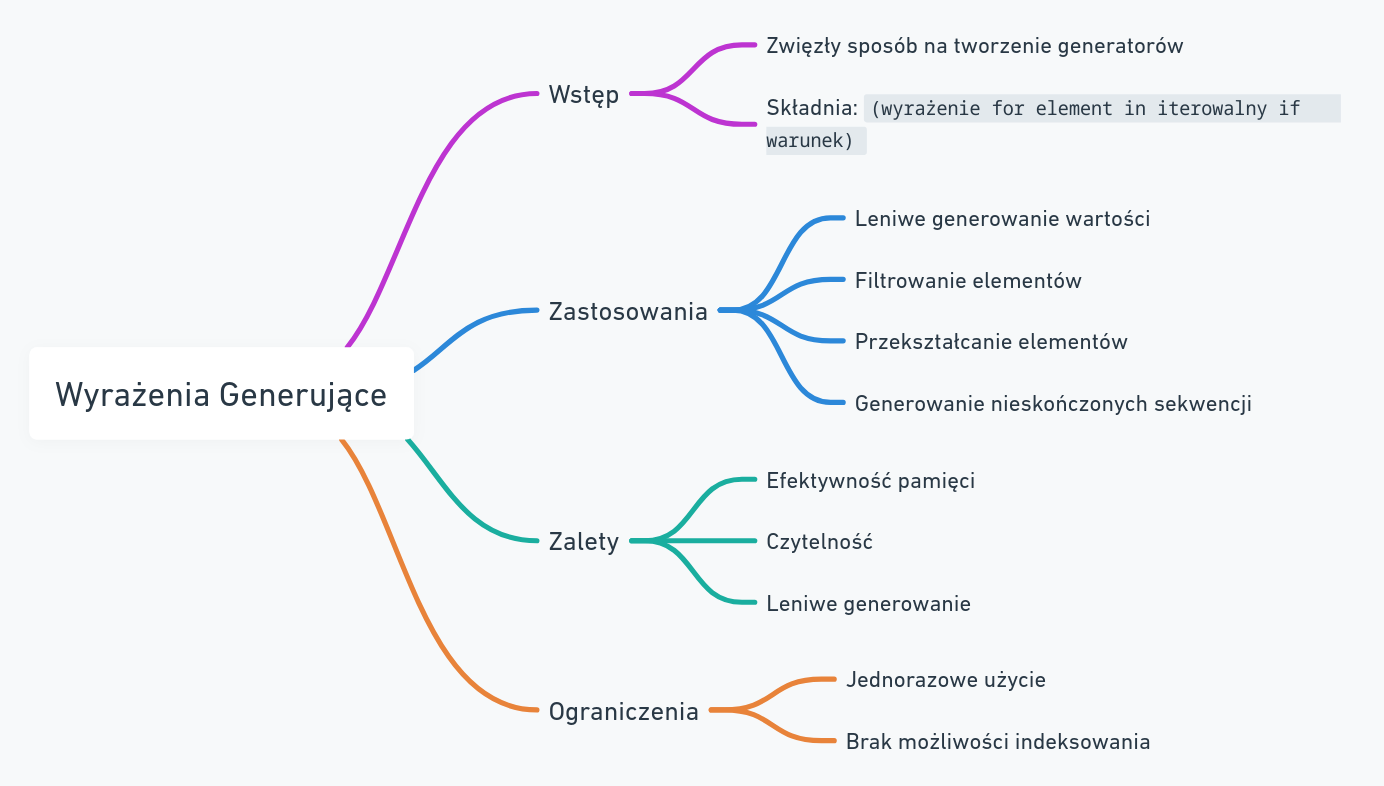 Wyrażenia Generujące
Wstęp
Zwięzły sposób na tworzenie generatorów
Składnia: (wyrażenie for element in iterowalny if
warunek)
Zastosowania
Leniwe generowanie wartości
Filtrowanie elementów
Przekształcanie elementów
Generowanie nieskończonych sekwencji
Zalety
Efektywność pamięci
Czytelność
Leniwe generowanie
Ograniczenia
Jednorazowe użycie
Brak możliwości indeksowania